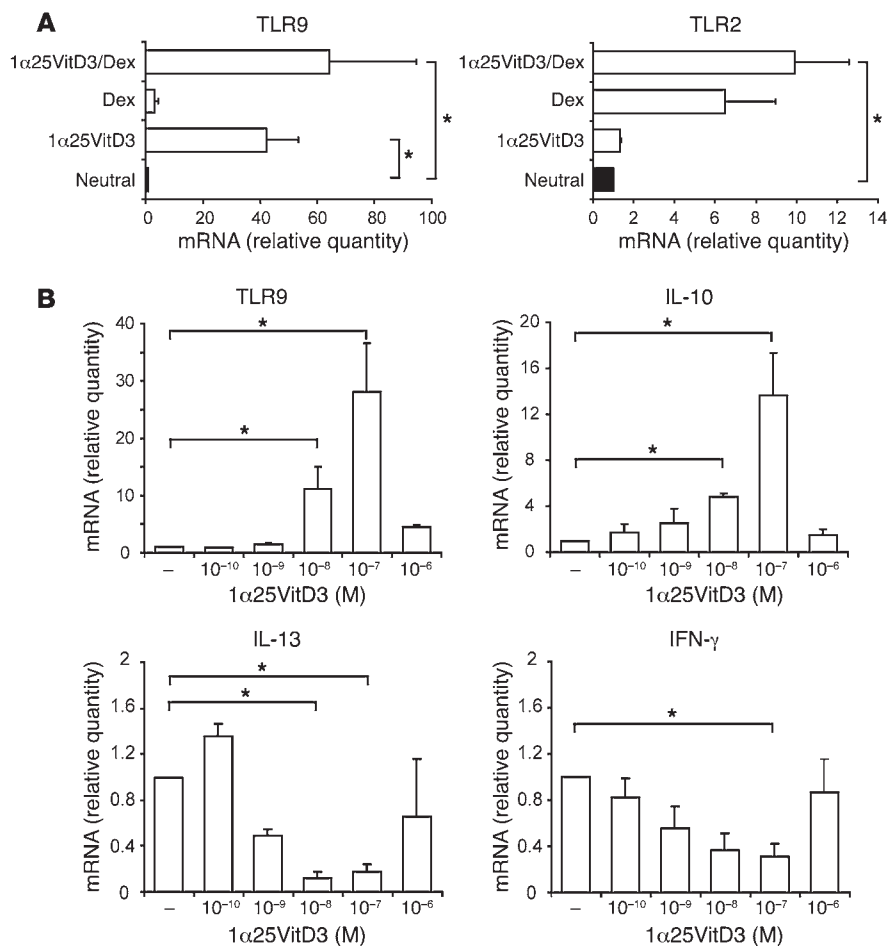 A
TLR9
1α25VitD3/Dex
Dex
1α25VitD3
Neutral
*
*
0 20 40 60 80 100
mRNA (relative quantity)
TLR2
1α25VitD3/Dex
Dex
1α25VitD3
Neutral
*
0 2 4 6 8 10 12 14
mRNA (relative quantity)
B
TLR9
mRNA (relative quantity)
40
30
20
10
0
*
*
– 10⁻¹⁰ 10⁻⁹ 10⁻⁸ 10⁻⁷ 10⁻⁶
1α25VitD3 (M)
IL-10
mRNA (relative quantity)
20
16
12
8
4
0
*
*
– 10⁻¹⁰ 10⁻⁹ 10⁻⁸ 10⁻⁷ 10⁻⁶
1α25VitD3 (M)
IL-13
mRNA (relative quantity)
2
1.6
1.2
0.8
0.4
0
*
*
– 10⁻¹⁰ 10⁻⁹ 10⁻⁸ 10⁻⁷ 10⁻⁶
1α25VitD3 (M)
IFN-γ
mRNA (relative quantity)
2
1.6
1.2
0.8
0.4
0
*
– 10⁻¹⁰ 10⁻⁹ 10⁻⁸ 10⁻⁷ 10⁻⁶
1α25VitD3 (M)